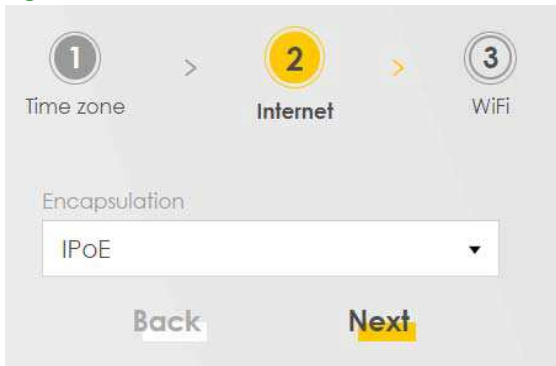 1 > 2 > 3
Time zone Internet WiFi
Encapsulation
IPoE
Back Next